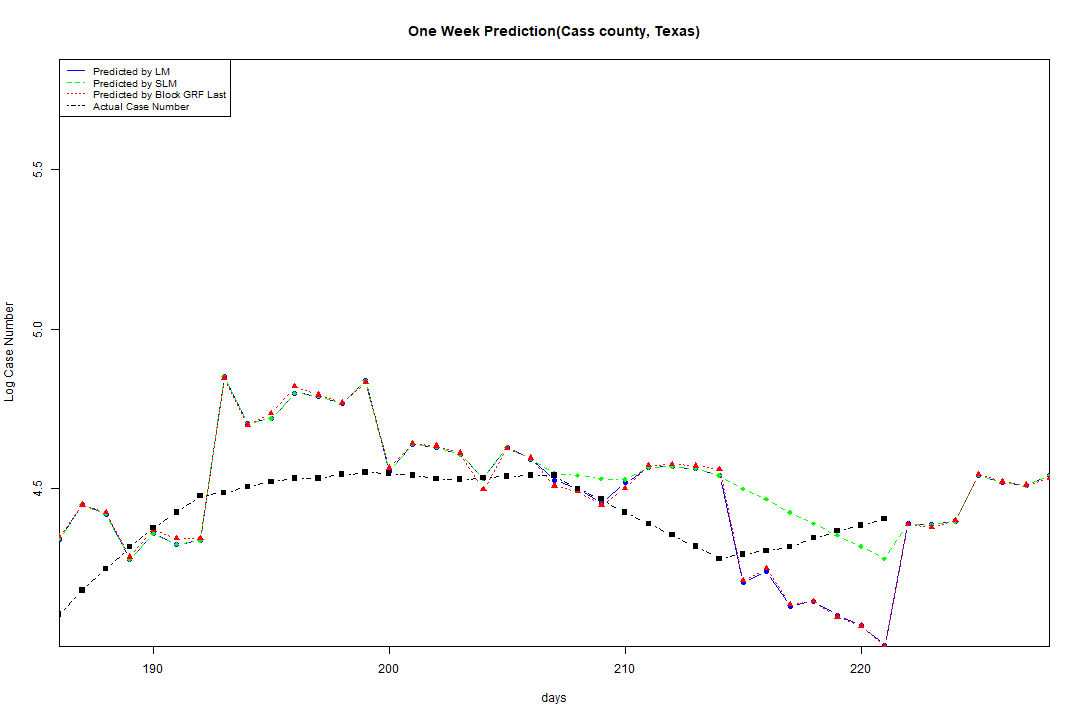 One Week Prediction(Cass county, Texas)
Predicted by LM
Predicted by SLM
Predicted by Block GRF Last
Actual Case Number
5.5
5.0
4.5
Log Case Number
190
200
210
220
days